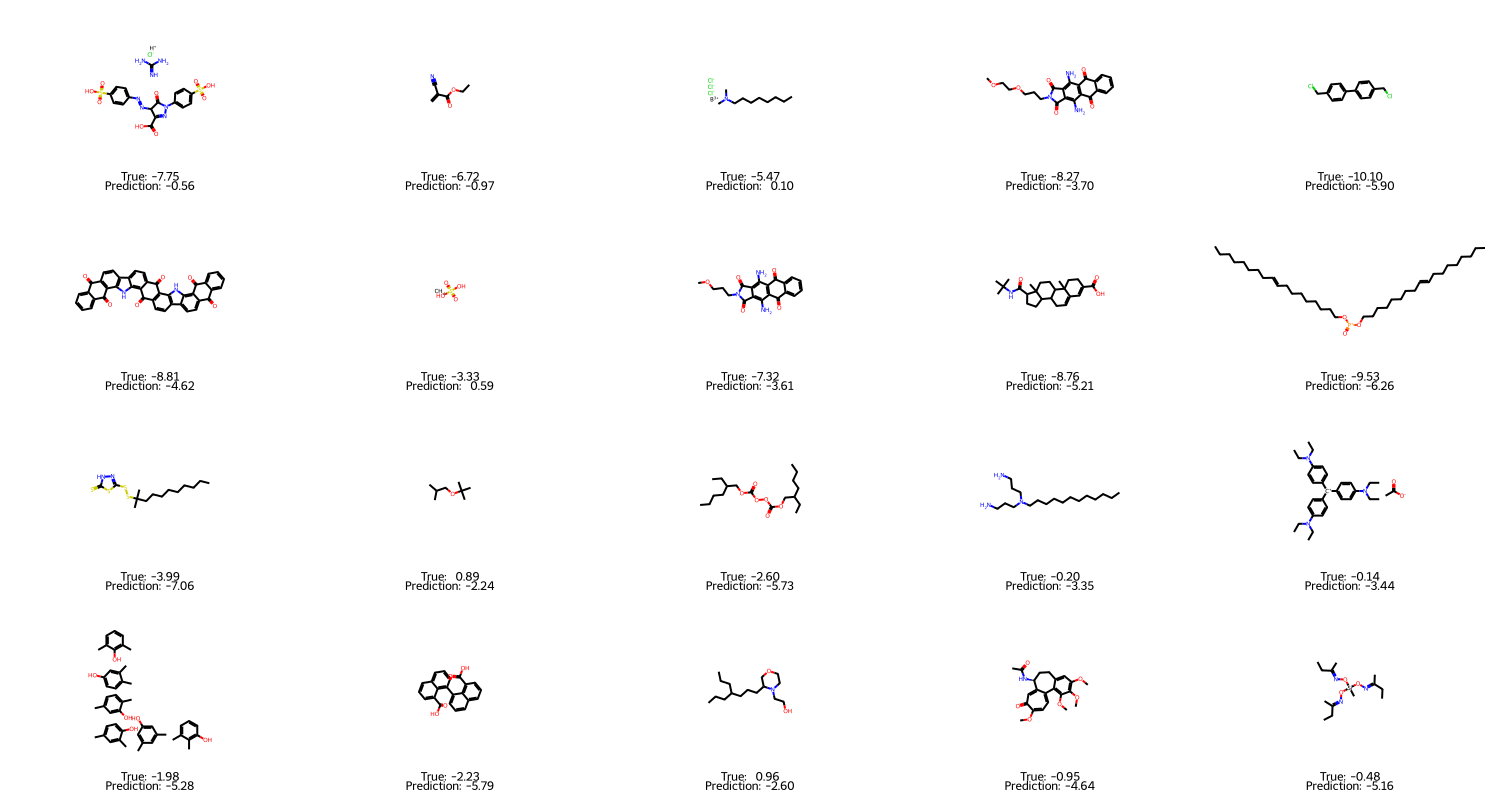 True: −7.75
Prediction: −0.56
True: −6.72
Prediction: −0.97
True: −5.47
Prediction: 0.10
True: −8.27
Prediction: −3.70
True: −10.10
Prediction: −5.90
True: −8.81
Prediction: −4.62
True: −3.33
Prediction: 0.59
True: −7.32
Prediction: −3.61
True: −8.76
Prediction: −5.21
True: −9.53
Prediction: −6.26
True: −3.99
Prediction: −7.06
True: 0.89
Prediction: −2.24
True: −2.60
Prediction: −5.73
True: −0.20
Prediction: −3.35
True: −0.14
Prediction: −3.44
True: −1.98
Prediction: −5.28
True: −2.23
Prediction: −5.79
True: 0.96
Prediction: −2.60
True: −0.95
Prediction: −4.64
True: −0.48
Prediction: −5.16